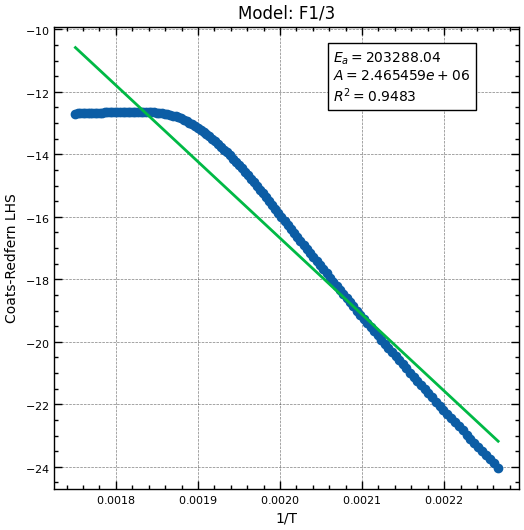 Model: F1/3
−10
−12
−14
−16
−18
−20
−22
−24
Coats-Redfern LHS
E_a = 203288.04
A = 2.465459e + 06
R² = 0.9483
0.0018
0.0019
0.0020
0.0021
0.0022
1/T